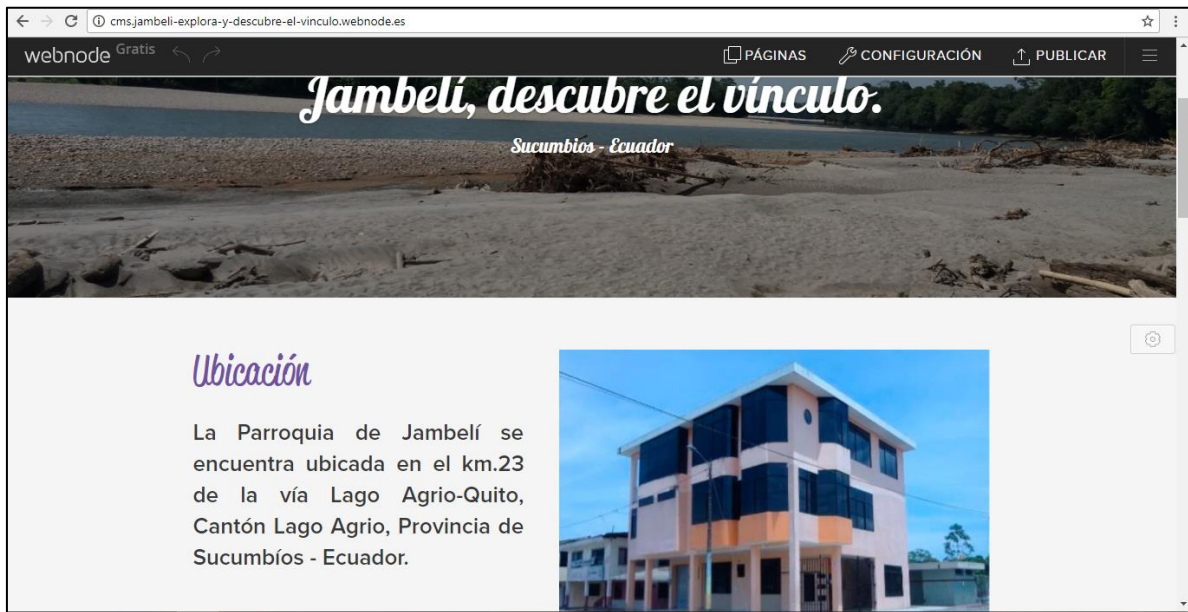 cms.jambeli-explora-y-descubre-el-vinculo.webnode.es
webnode Gratis PÁGINAS CONFIGURACIÓN PUBLICAR
Jambelí, descubre el vínculo.
Sucumbios - Ecuador
Ubicación
La Parroquia de Jambelí se
encuentra ubicada en el km.23
de la vía Lago Agrio-Quito,
Cantón Lago Agrio, Provincia de
Sucumbíos - Ecuador.